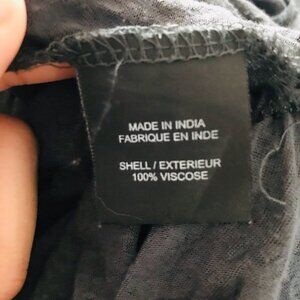 MADE IN INDIA
FABRIQUE EN INDE
SHELL / EXTERIEUR
100% VISCOSE